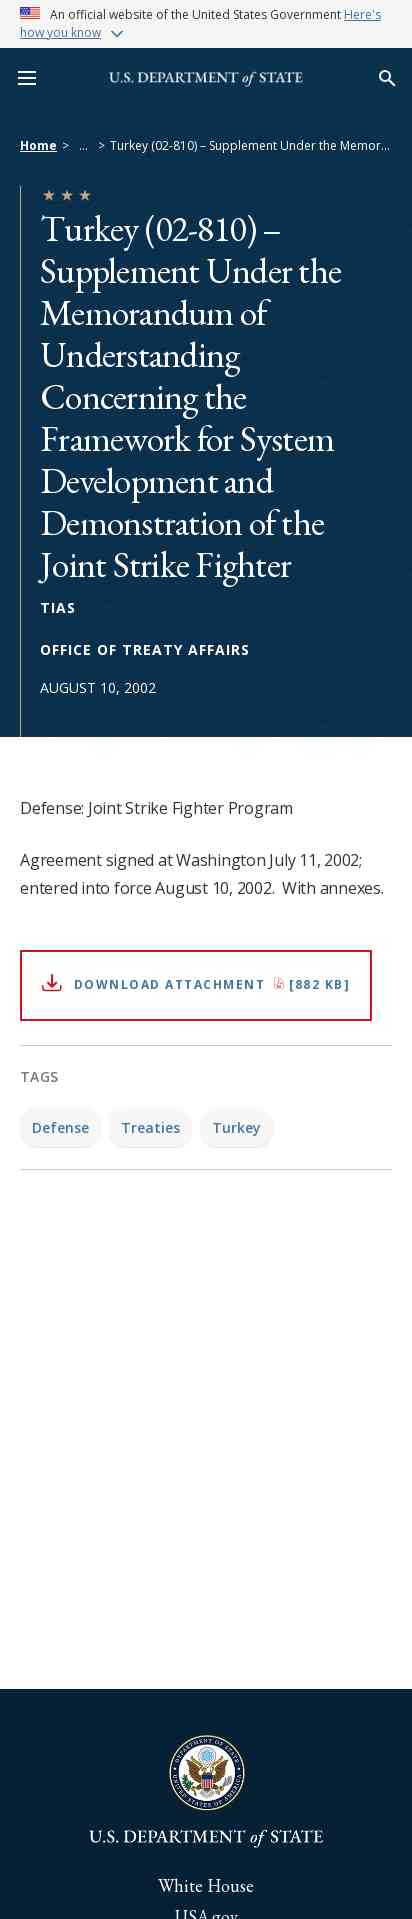 An official website of the United States Government Here's
how you know
U.S. DEPARTMENT of STATE
Home > ... > Turkey (02-810) – Supplement Under the Memor...
Turkey (02-810) –
Supplement Under the
Memorandum of
Understanding
Concerning the
Framework for System
Development and
Demonstration of the
Joint Strike Fighter
TIAS
OFFICE OF TREATY AFFAIRS
AUGUST 10, 2002
Defense: Joint Strike Fighter Program
Agreement signed at Washington July 11, 2002;
entered into force August 10, 2002.  With annexes.
DOWNLOAD ATTACHMENT [882 KB]
TAGS
Defense Treaties Turkey
DEPARTMENT OF STATE
UNITED STATES OF AMERICA
U.S. DEPARTMENT of STATE
White House
USA.gov